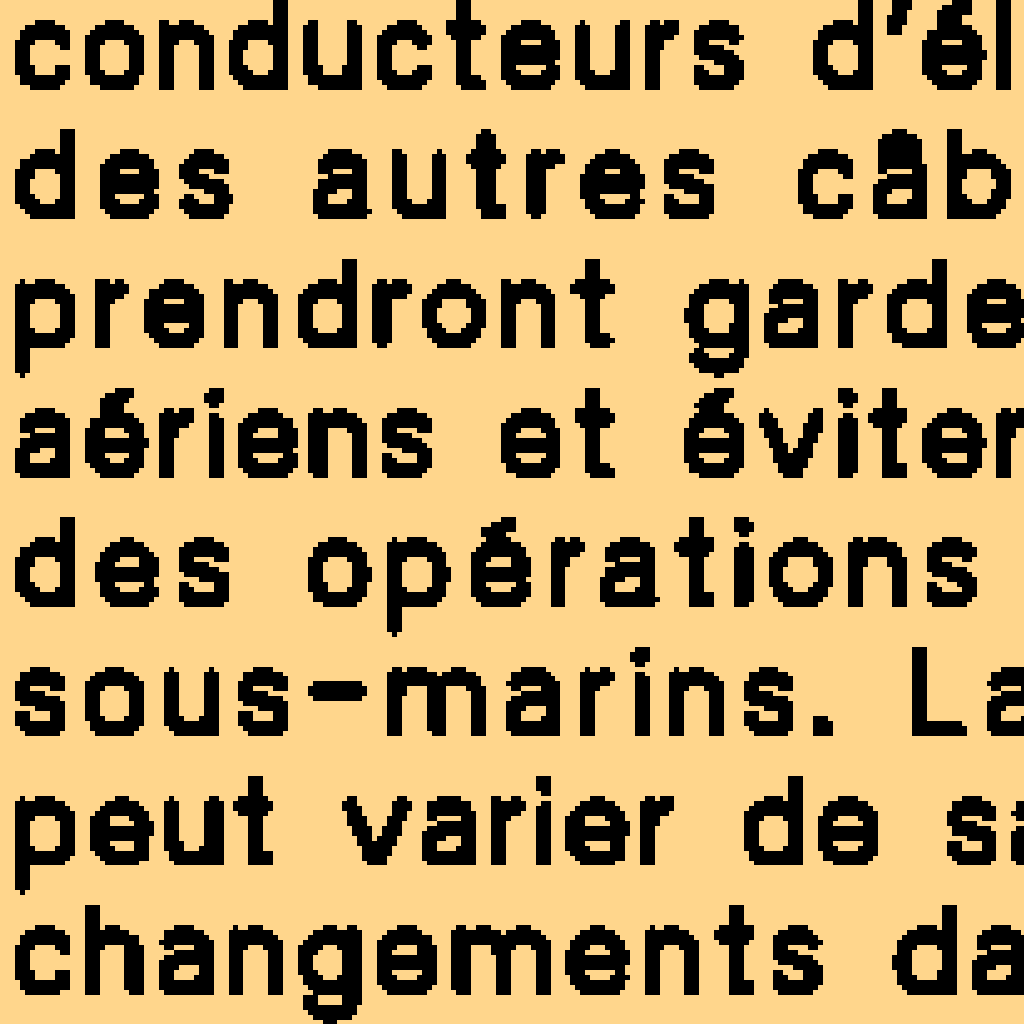 conducteurs d'él
des autres câb
prendront garde
aériens et éviter
des opérations
sous-marins. La
peut varier de sa
changements da